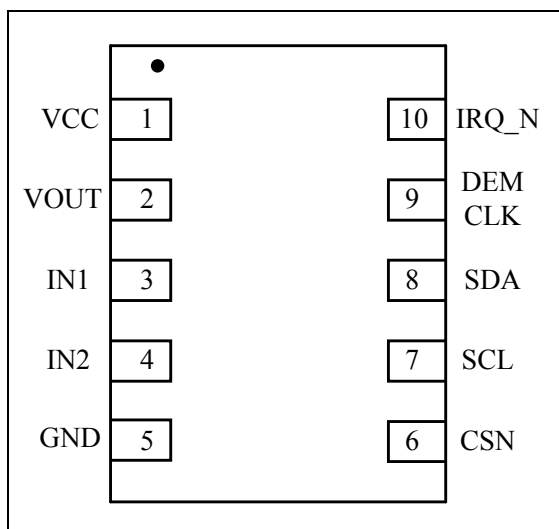 VCC 1 10 IRQ_N
VOUT 2 9 DEM
CLK
IN1 3 8 SDA
IN2 4 7 SCL
GND 5 6 CSN